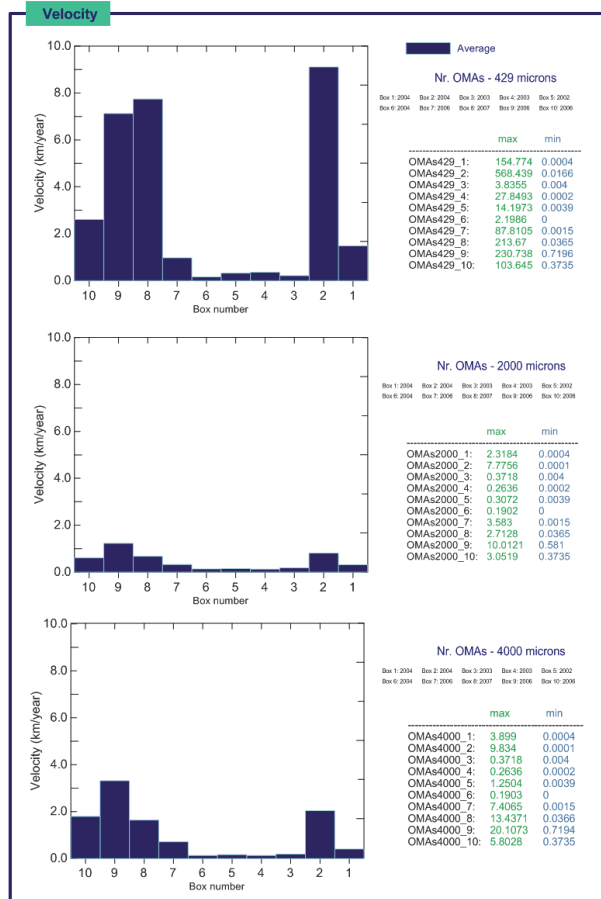 Velocity
10.0
8.0
6.0
4.0
2.0
0.0
Velocity (km/year)
10 9 8 7 6 5 4 3 2 1
Box number
Average
Nr. OMAs - 429 microns
Box 1: 2004 Box 2: 2004 Box 3: 2003 Box 4: 2003 Box 5: 2002
Box 6: 2004 Box 7: 2006 Box 8: 2007 Box 9: 2006 Box 10: 2006
max min
OMAs429_1: 154.774 0.0004
OMAs429_2: 568.439 0.0166
OMAs429_3: 3.8355 0.004
OMAs429_4: 27.8493 0.0002
OMAs429_5: 14.1973 0.0039
OMAs429_6: 2.1986 0
OMAs429_7: 87.8105 0.0015
OMAs429_8: 213.67 0.0365
OMAs429_9: 230.738 0.7196
OMAs429_10: 103.645 0.3735
10.0
8.0
6.0
4.0
2.0
0.0
Velocity (km/year)
10 9 8 7 6 5 4 3 2 1
Box number
Nr. OMAs - 2000 microns
Box 1: 2004 Box 2: 2004 Box 3: 2003 Box 4: 2003 Box 5: 2002
Box 6: 2004 Box 7: 2006 Box 8: 2007 Box 9: 2006 Box 10: 2006
max min
OMAs2000_1: 2.3184 0.0004
OMAs2000_2: 7.7756 0.0001
OMAs2000_3: 0.3718 0.004
OMAs2000_4: 0.2636 0.0002
OMAs2000_5: 0.3072 0.0039
OMAs2000_6: 0.1902 0
OMAs2000_7: 3.583 0.0015
OMAs2000_8: 2.7128 0.0365
OMAs2000_9: 10.0121 0.581
OMAs2000_10: 3.0519 0.3735
10.0
8.0
6.0
4.0
2.0
0.0
Velocity (km/year)
10 9 8 7 6 5 4 3 2 1
Box number
Nr. OMAs - 4000 microns
Box 1: 2004 Box 2: 2004 Box 3: 2003 Box 4: 2003 Box 5: 2002
Box 6: 2004 Box 7: 2006 Box 8: 2007 Box 9: 2006 Box 10: 2006
max min
OMAs4000_1: 3.899 0.0004
OMAs4000_2: 9.834 0.0001
OMAs4000_3: 0.3718 0.004
OMAs4000_4: 0.2636 0.0002
OMAs4000_5: 1.2504 0.0039
OMAs4000_6: 0.1903 0
OMAs4000_7: 7.4065 0.0015
OMAs4000_8: 13.4371 0.0366
OMAs4000_9: 20.1073 0.7194
OMAs4000_10: 5.8028 0.3735